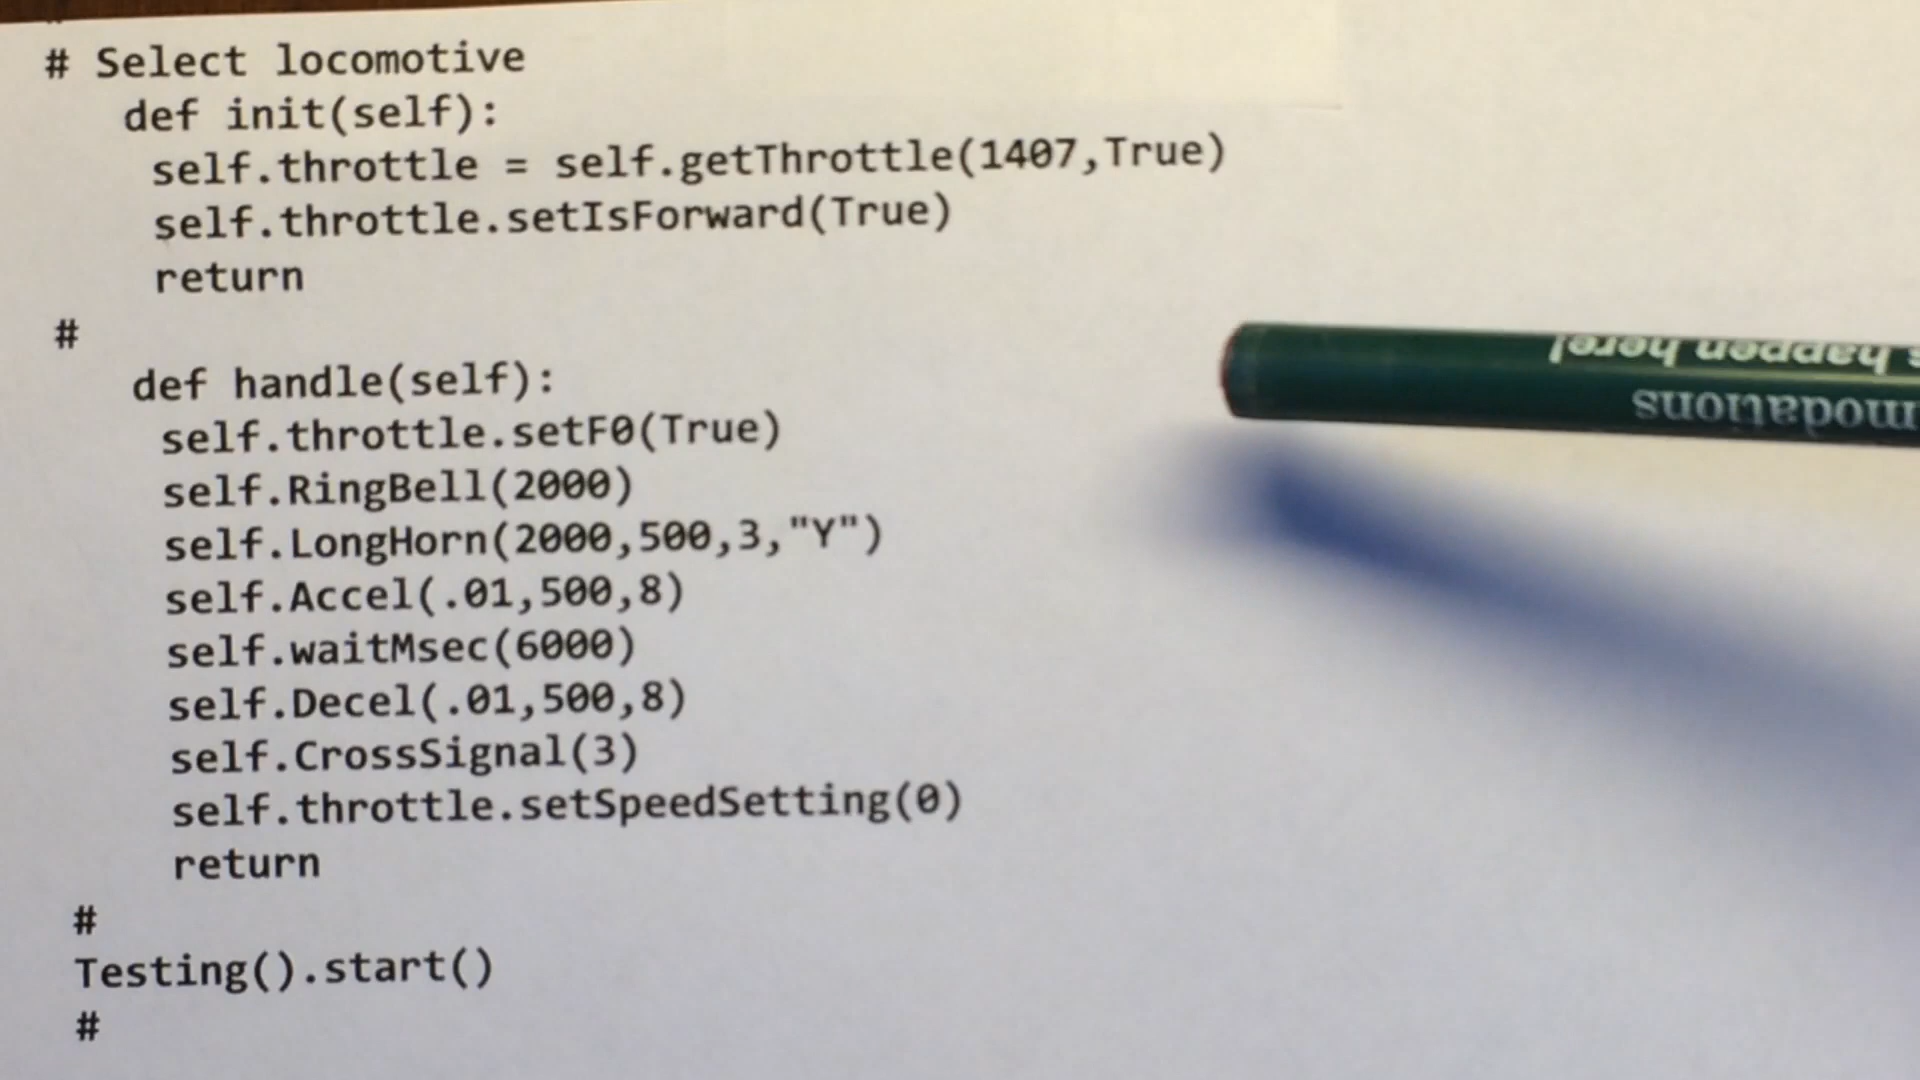 # Select locomotive
def init(self):
self.throttle = self.getThrottle(1407,True)
self.throttle.setIsForward(True)
return
#
def handle(self):
self.throttle.setF0(True)
self.RingBell(2000)
self.LongHorn(2000,500,3,"Y")
self.Accel(.01,500,8)
self.waitMsec(6000)
self.Decel(.01,500,8)
self.CrossSignal(3)
self.throttle.setSpeedSetting(0)
return
#
Testing().start()
#
modations
s happen here!